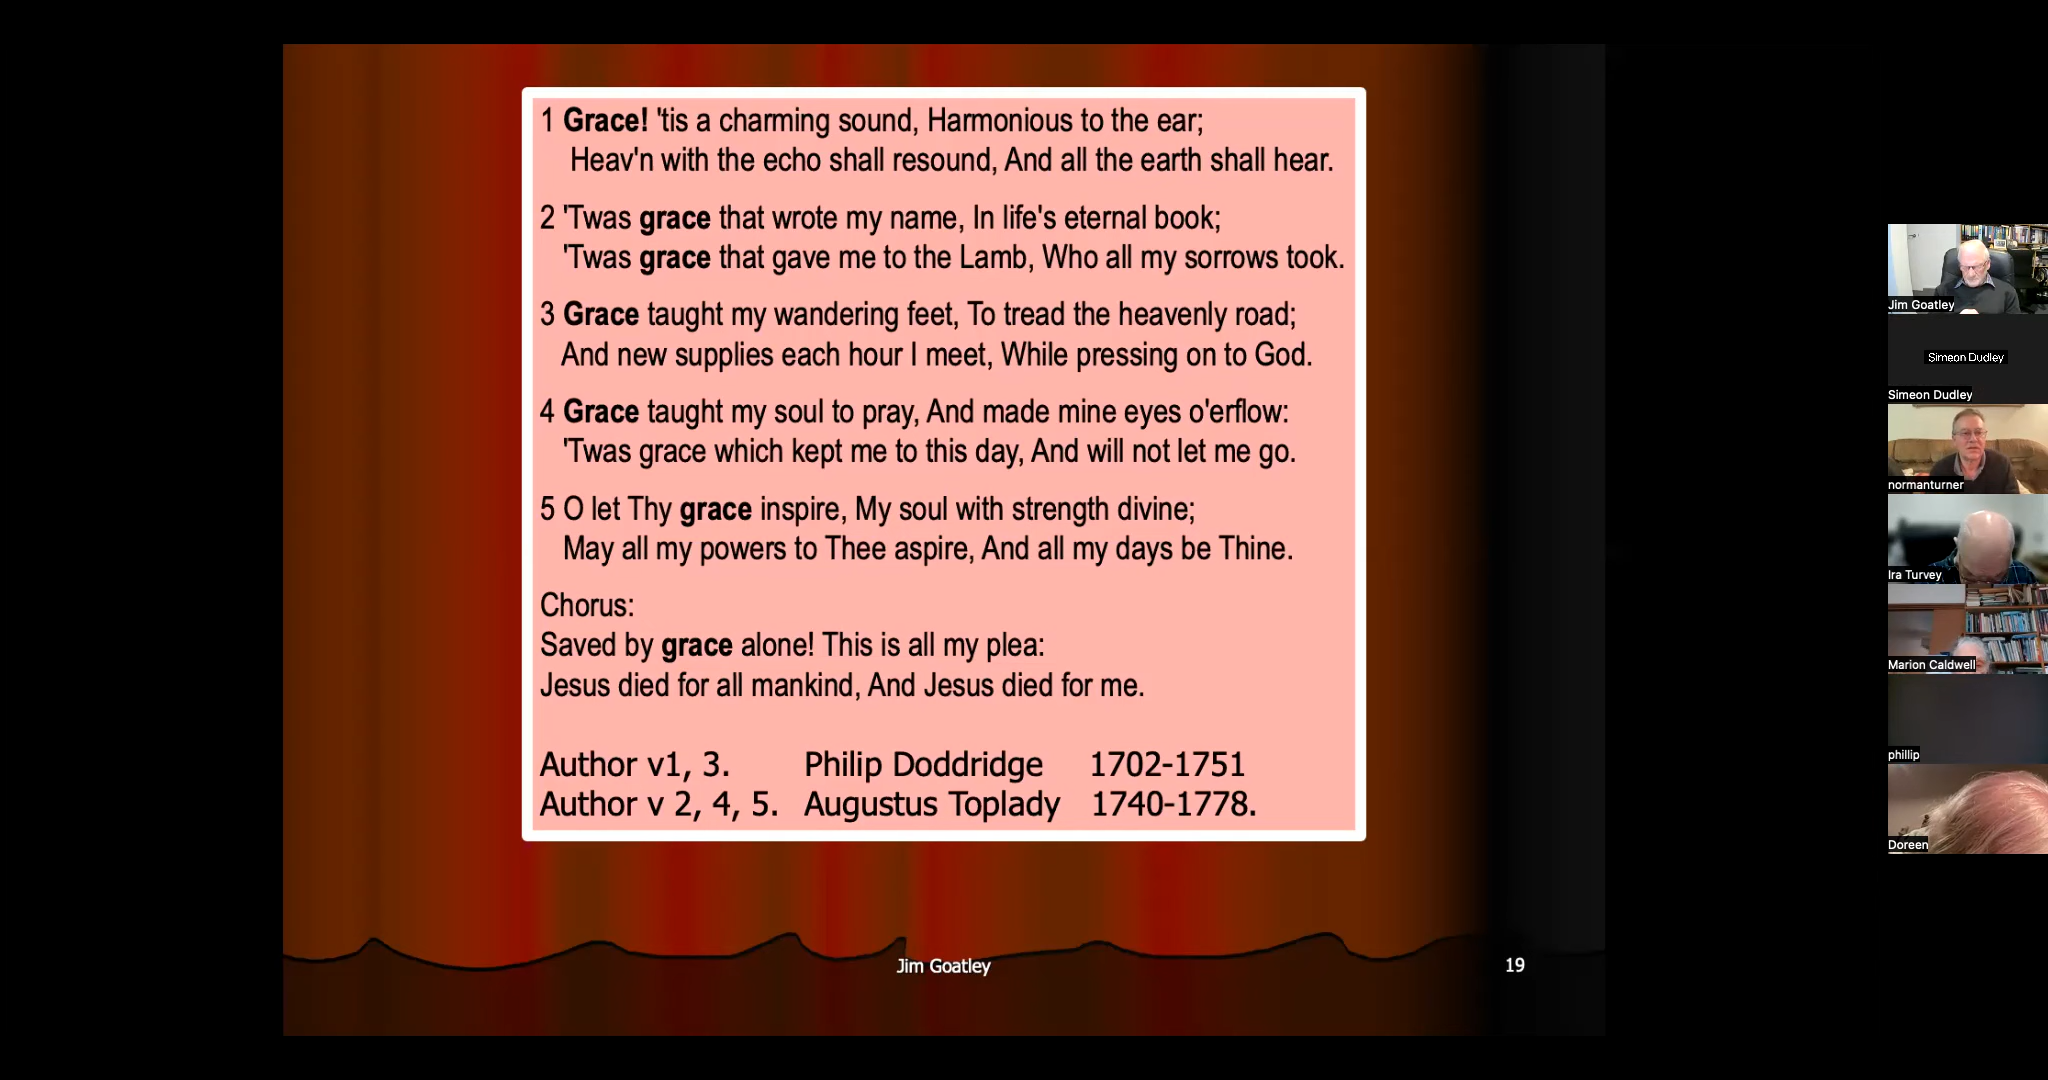 1 Grace! 'tis a charming sound, Harmonious to the ear;
Heav'n with the echo shall resound, And all the earth shall hear.
2 'Twas grace that wrote my name, In life's eternal book;
'Twas grace that gave me to the Lamb, Who all my sorrows took.
3 Grace taught my wandering feet, To tread the heavenly road;
And new supplies each hour I meet, While pressing on to God.
4 Grace taught my soul to pray, And made mine eyes o'erflow:
'Twas grace which kept me to this day, And will not let me go.
5 O let Thy grace inspire, My soul with strength divine;
May all my powers to Thee aspire, And all my days be Thine.
Chorus:
Saved by grace alone! This is all my plea:
Jesus died for all mankind, And Jesus died for me.
Author v1, 3. Philip Doddridge 1702-1751
Author v 2, 4, 5. Augustus Toplady 1740-1778.
Jim Goatley
19
Jim Goatley
Simeon Dudley
Simeon Dudley
normanturner
Ira Turvey
Marion Caldwell
phillip
Doreen